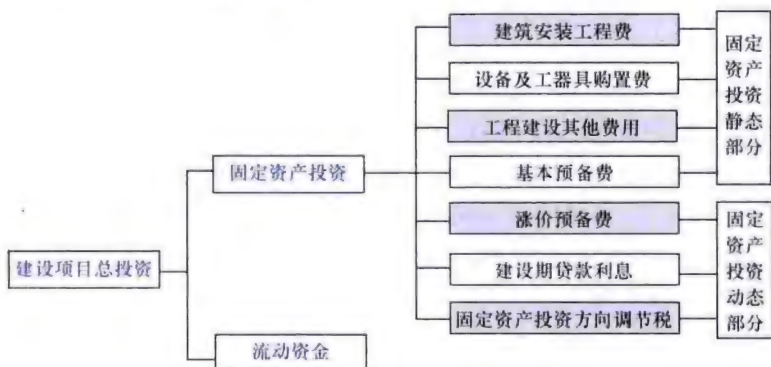 建筑安装工程费
设备及工器具购置费
工程建设其他费用
基本预备费
固定
资产
投资
静态
部分
固定资产投资
涨价预备费
建设期贷款利息
固定资产投资方向调节税
固定
资产
投资
动态
部分
建设项目总投资
流动资金